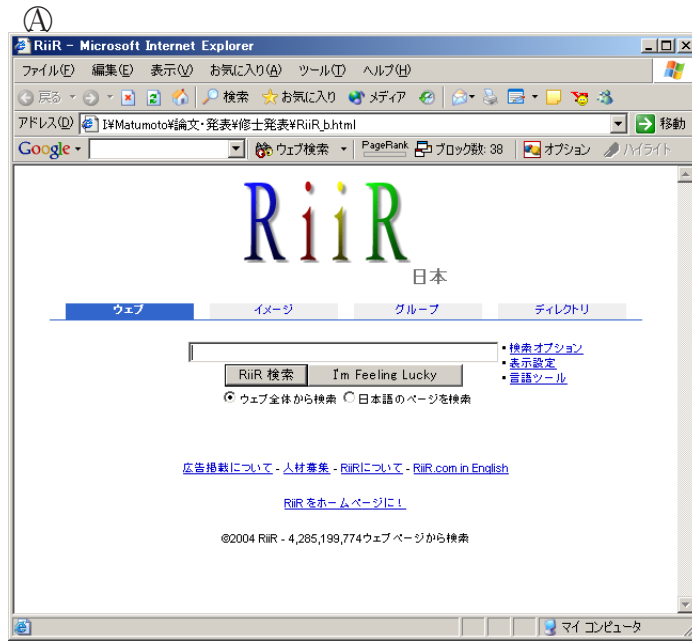 Ⓐ
RiiR - Microsoft Internet Explorer
ファイル(F) 編集(E) 表示(V) お気に入り(A) ツール(T) ヘルプ(H)
戻る 検索 お気に入り メディア
アドレス(D) I:¥Matumoto¥論文・発表¥修士発表¥RiiR_b.html 移動
Google ウェブ検索 PageRank ブロック数: 38 オプション ハイライト
RiiR
日本
ウェブ イメージ グループ ディレクトリ
・検索オプション
・表示設定
・言語ツール
RiiR 検索 I'm Feeling Lucky
ウェブ全体から検索 日本語のページを検索
広告掲載について - 人材募集 - RiiRについて - RiiR.com in English
RiiR をホームページに！
©2004 RiiR - 4,285,199,774ウェブページから検索
マイ コンピュータ